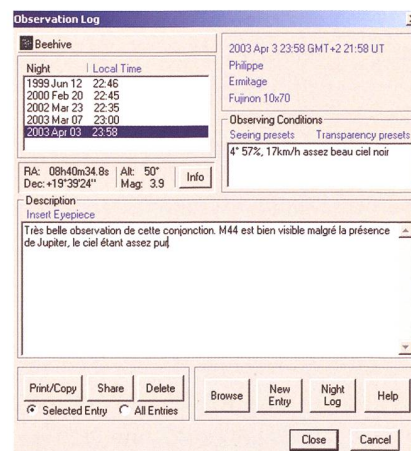 Observation Log
Beehive
Night Local Time
1999 Jun 12 22:46
2000 Feb 20 22:45
2002 Mar 23 22:35
2003 Mar 07 23:00
2003 Apr 03 23:58
RA: 08h40m34.8s Alt: 50°
Dec: +19°39'24" Mag: 3.9
Info
2003 Apr 3 23:58 GMT+2 21:58 UT
Philippe
Ermitage
Fujinon 10x70
Observing Conditions
Seeing presets Transparency presets
4° 57%, 17km/h assez beau ciel noir
Description
Insert Eyepiece
Très belle observation de cette conjonction. M44 est bien visible malgré la présence
de Jupiter, le ciel étant assez pur
Print/Copy Share Delete
Selected Entry All Entries
Browse New Entry Night Log Help
Close Cancel